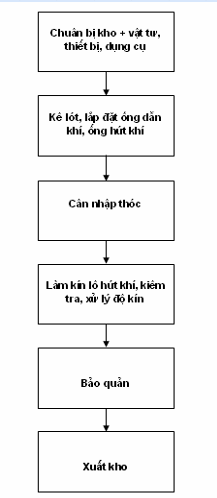 Chuẩn bị kho + vật tư,
thiết bị, dụng cụ
Kê lót, lắp đặt ống dẫn
khí, ống hút khí
Cân nhập thóc
Làm kín lô hút khí, kiểm
tra, xử lý độ kín
Bảo quản
Xuất kho